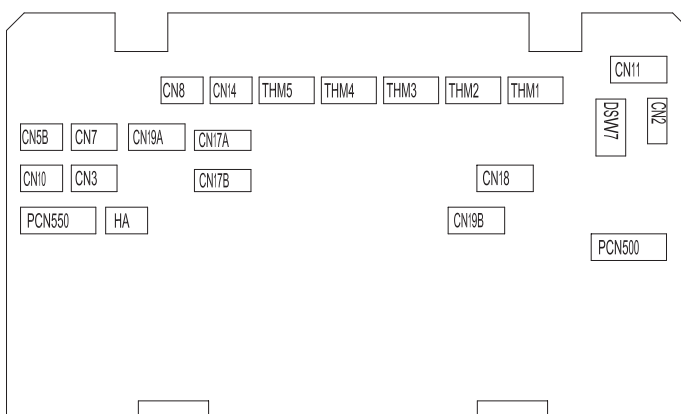 CN11
CN8 CN14 THM5 THM4 THM3 THM2 THM1
DSW7 CN2
CN5B CN7 CN19A CN17A
CN10 CN3 CN17B CN18
PCN550 HA CN19B
PCN500